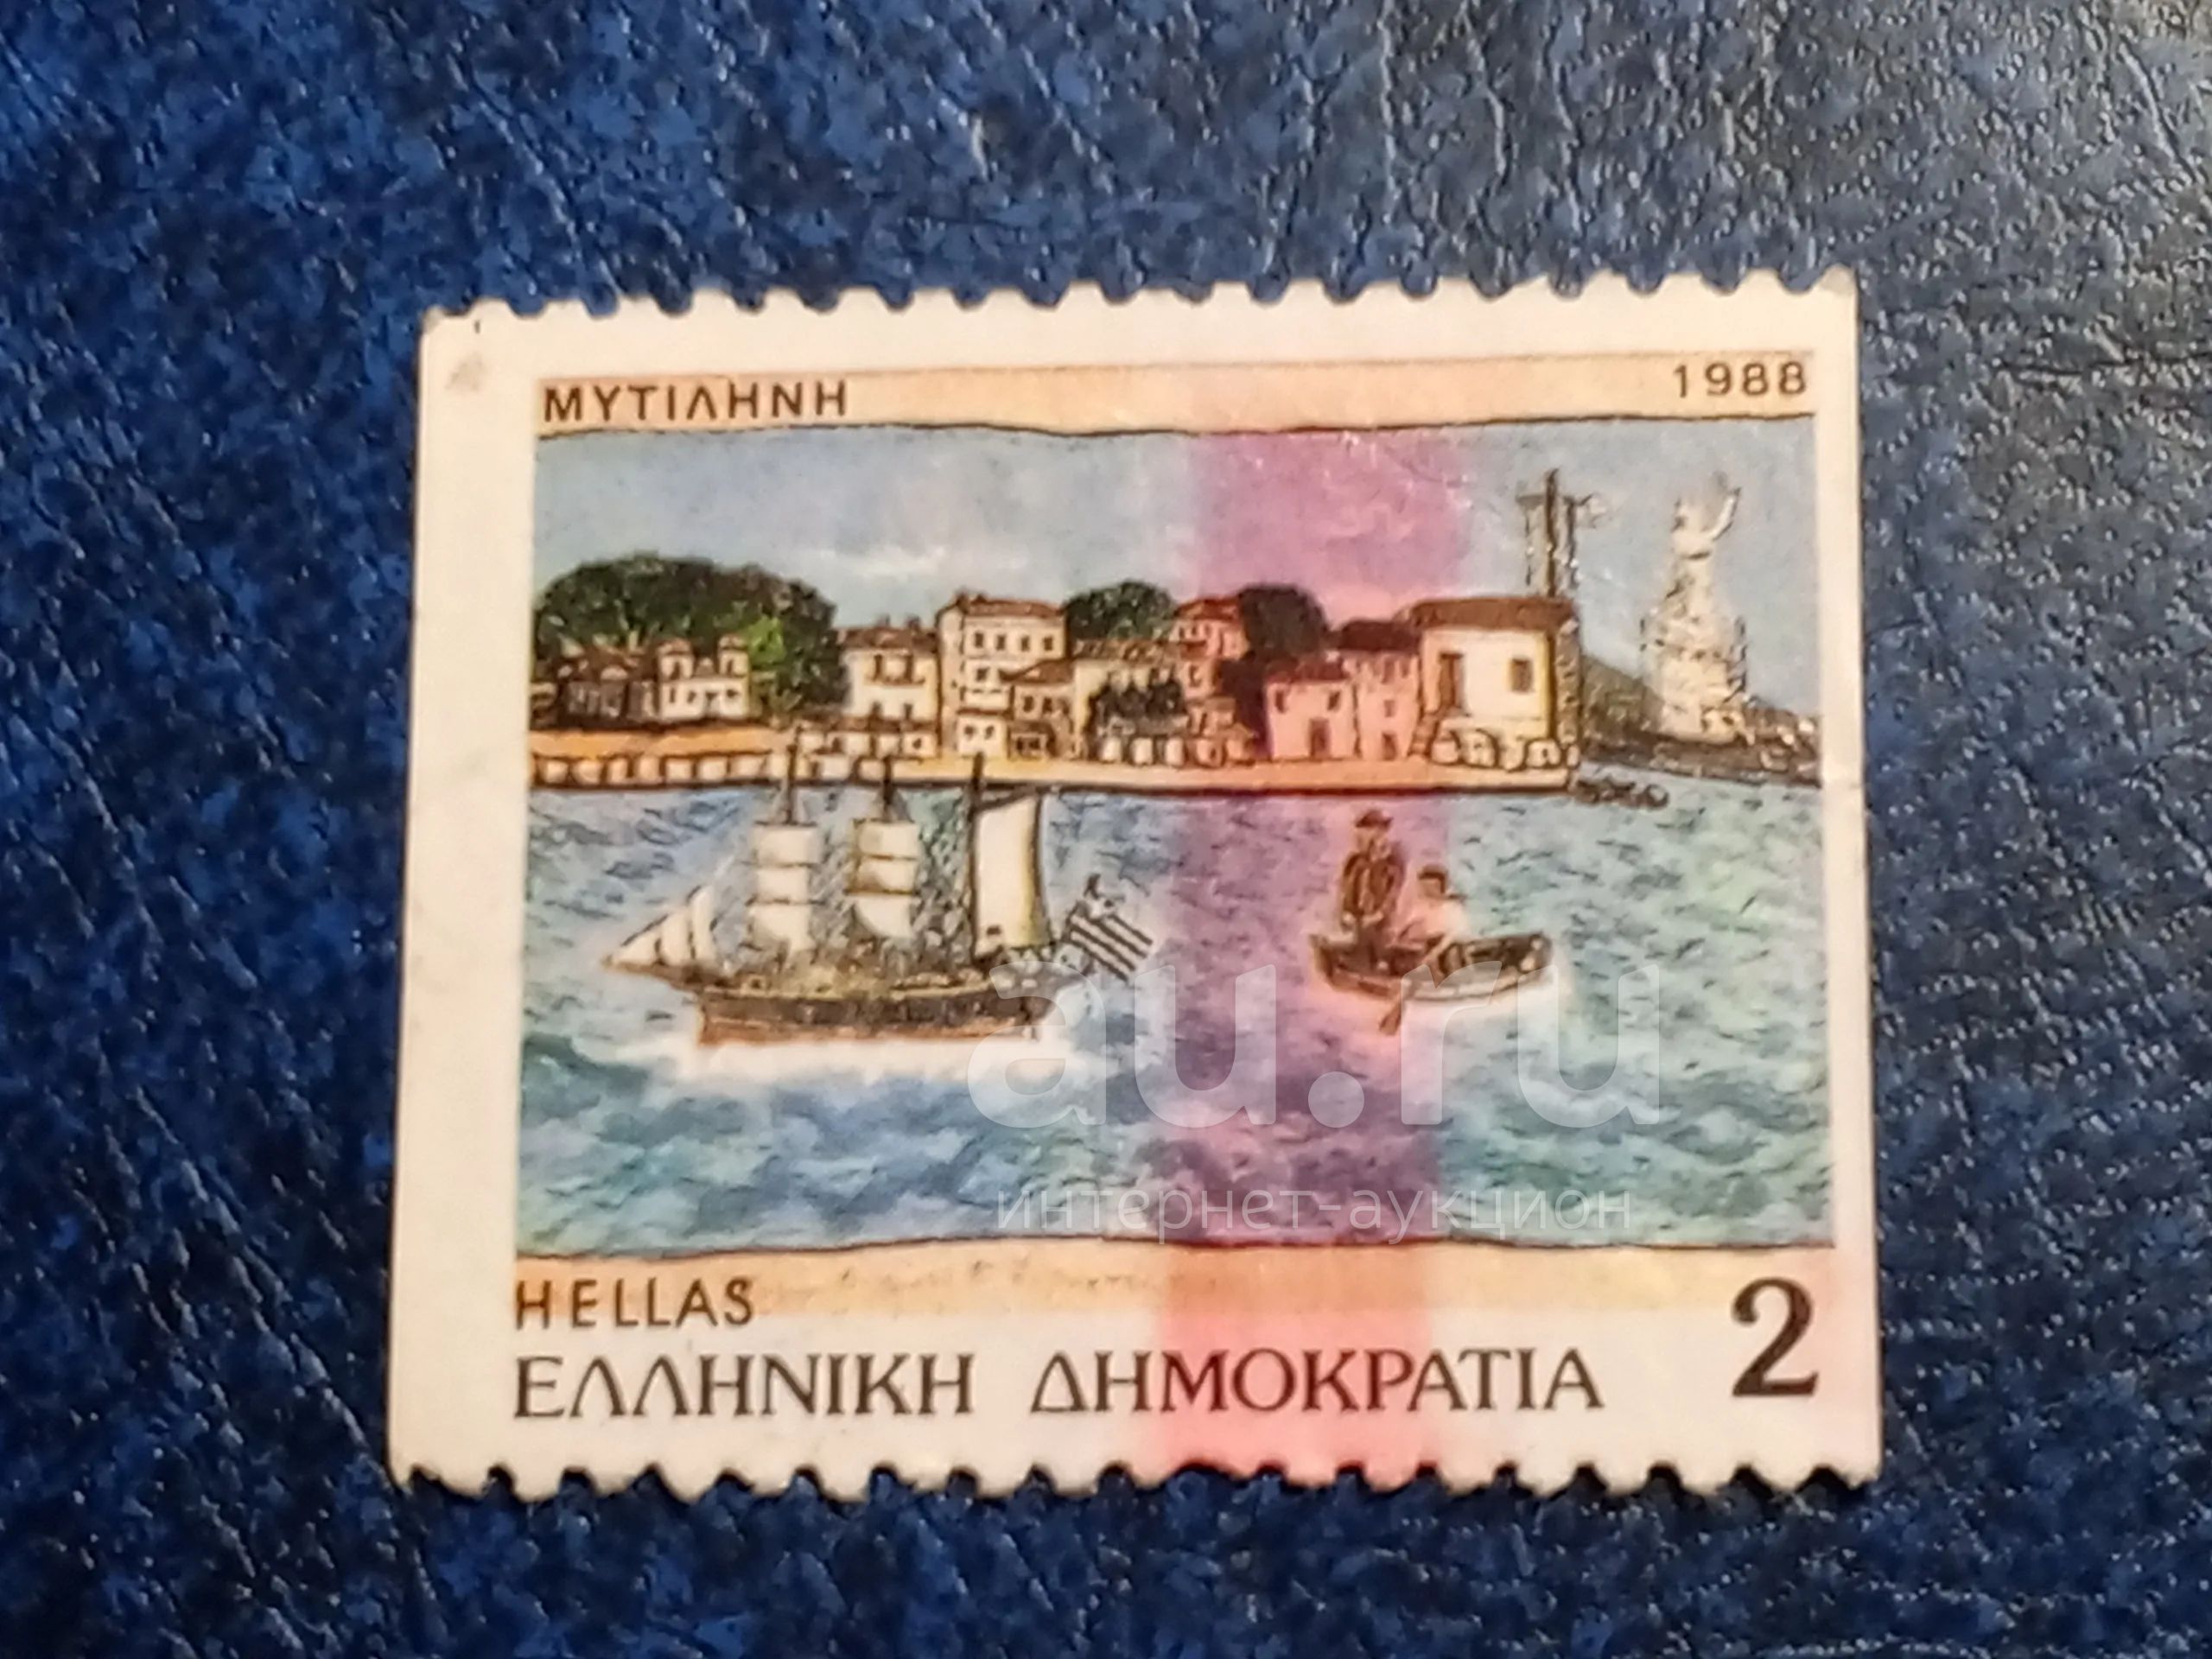 ΜΥΤΙΛΗΝΗ 1988
au.ru
интернет-аукцион
HELLAS
ΕΛΛΗΝΙΚΗ ΔΗΜΟΚΡΑΤΙΑ 2